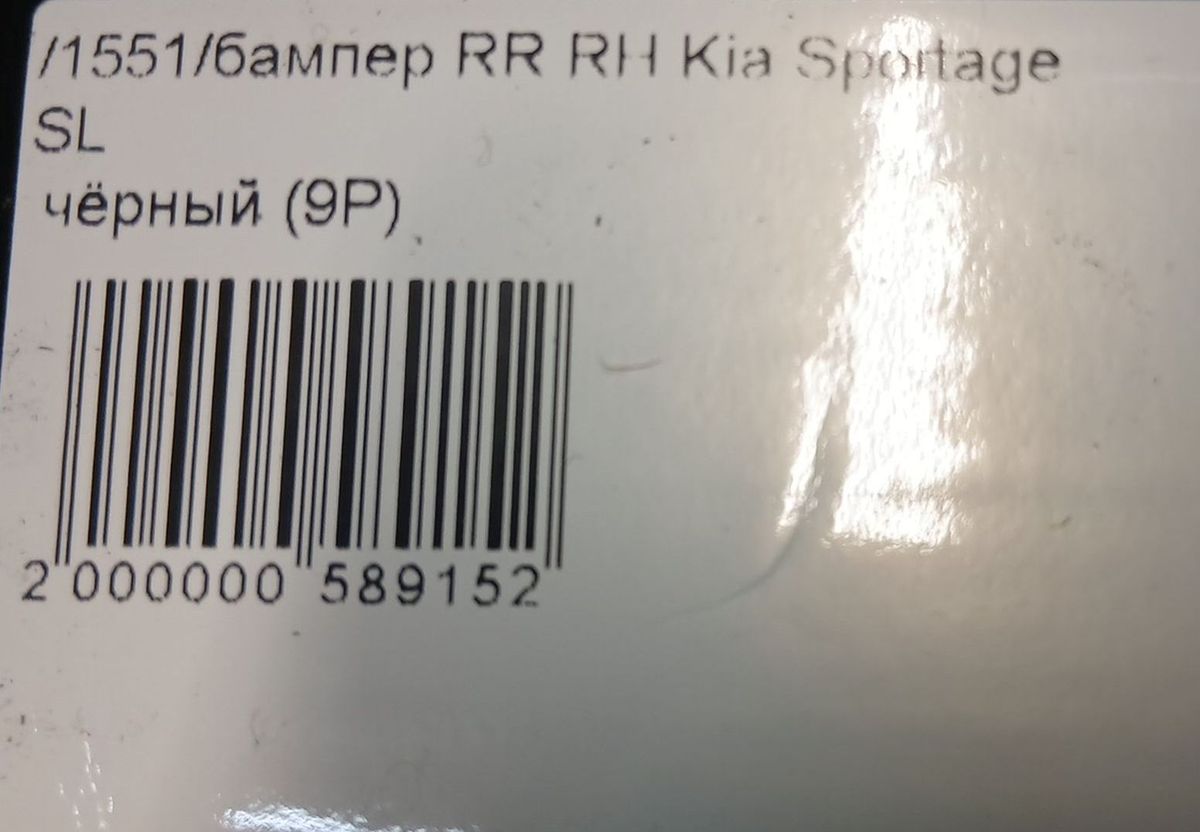 /1551/бампер RR RH Kia Sportage
SL
чёрный (9P)
2 000000 589152